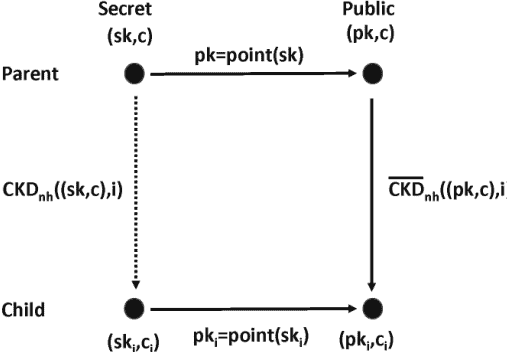 Secret
Public
(sk,c)
(pk,c)
pk=point(sk)
Parent
CKDnh((sk,c),i)
CKDnh((pk,c),i)
Child
pki=point(ski)
(ski,ci)
(pki,ci)